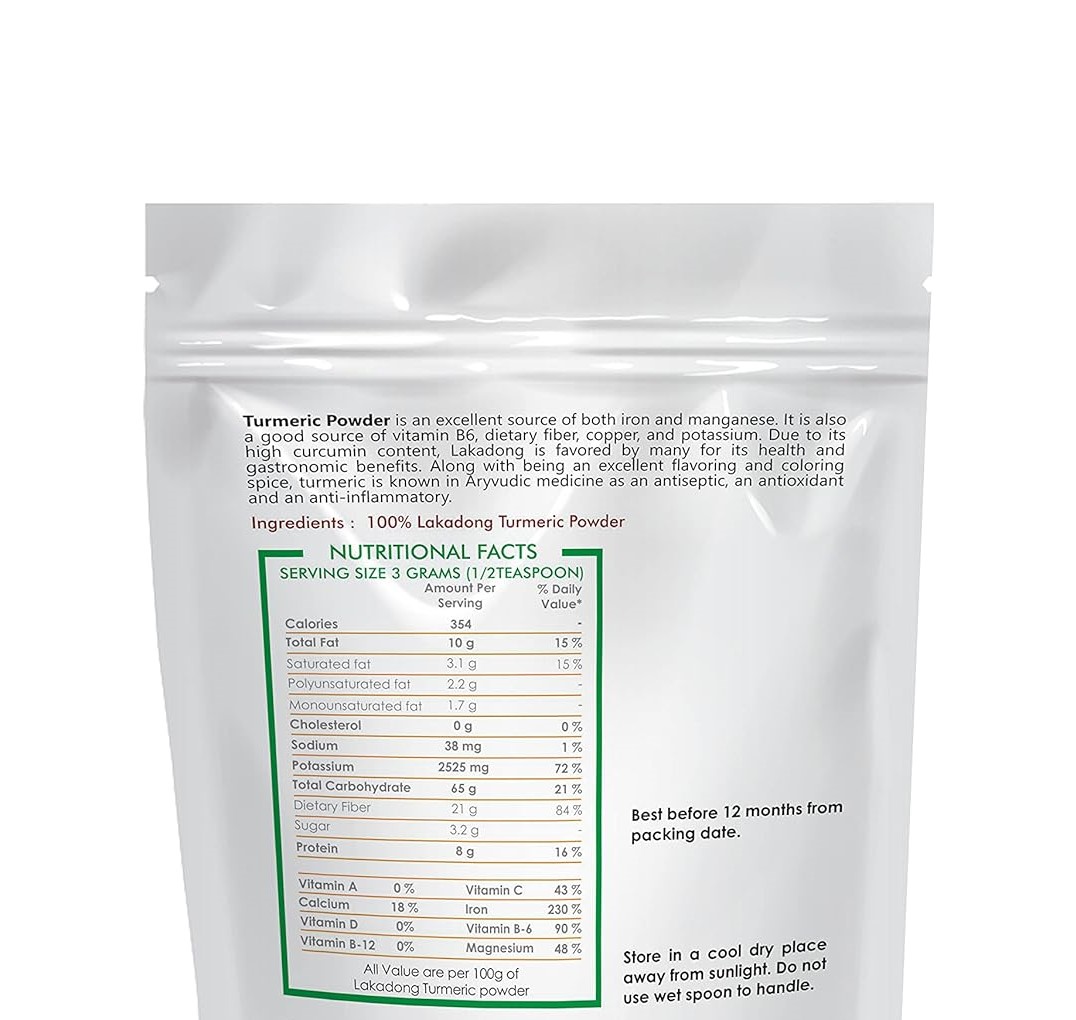 Turmeric Powder is an excellent source of both iron and manganese. It is also
a good source of vitamin B6, dietary fiber, copper, and potassium. Due to its
high curcumin content, Lakadong is favored by many for its health and
gastronomic benefits. Along with being an excellent flavoring and coloring
spice, turmeric is known in Aryvudic medicine as an antiseptic, an antioxidant
and an anti-inflammatory.
Ingredients : 100% Lakadong Turmeric Powder
NUTRITIONAL FACTS
SERVING SIZE 3 GRAMS (1/2TEASPOON)
Amount Per % Daily
Serving Value*
Calories 354 -
Total Fat 10 g 15 %
Saturated fat 3.1 g 15 %
Polyunsaturated fat 2.2 g -
Monounsaturated fat 1.7 g -
Cholesterol 0 g 0 %
Sodium 38 mg 1 %
Potassium 2525 mg 72 %
Total Carbohydrate 65 g 21 %
Dietary Fiber 21 g 84 %
Sugar 3.2 g -
Protein 8 g 16 %
Vitamin A 0 % Vitamin C 43 %
Calcium 18 % Iron 230 %
Vitamin D 0% Vitamin B-6 90 %
Vitamin B-12 0% Magnesium 48 %
All Value are per 100g of
Lakadong Turmeric powder
Best before 12 months from
packing date.
Store in a cool dry place
away from sunlight. Do not
use wet spoon to handle.